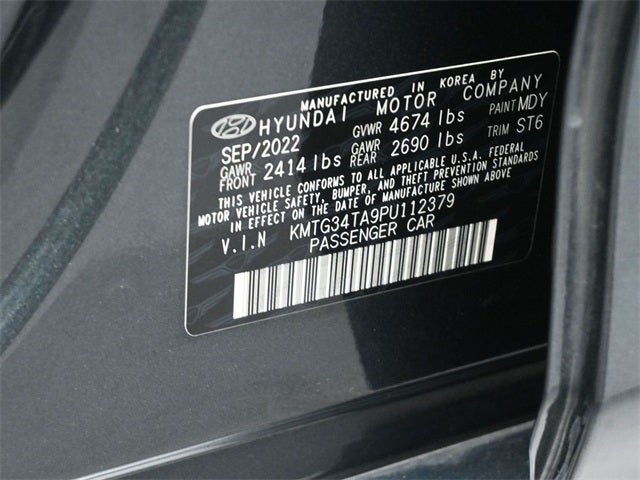 MANUFACTURED IN KOREA BY
HYUNDAI MOTOR COMPANY
SEP/2022 GVWR 4674 lbs PAINT MDY
GAWR FRONT 2414 lbs GAWR REAR 2690 lbs TRIM ST6
THIS VEHICLE CONFORMS TO ALL APPLICABLE U.S.A. FEDERAL
MOTOR VEHICLE SAFETY, BUMPER, AND THEFT PREVENTION STANDARDS
IN EFFECT ON THE DATE OF MANUFACTURE SHOWN ABOVE
V.I.N KMTG34TA9PU112379
PASSENGER CAR